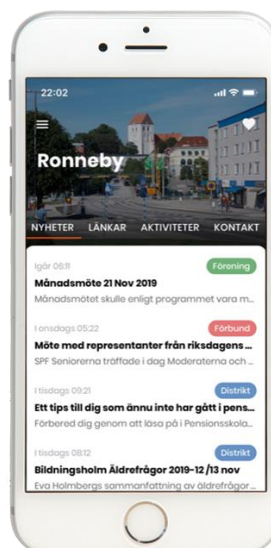 22:02
Ronneby
NYHETER LÄNKAR AKTIVITETER KONTAKT
Igår 06:11 Förening
Månadsmöte 21 Nov 2019
Månadsmötet skulle enligt programmet vara m...
I onsdags 05:22 Förbund
Möte med representanter från riksdagens ...
SPF Seniorerna träffade i dag Moderaterna och ...
I tisdags 09:21 Distrikt
Ett tips till dig som ännu inte har gått i pens...
Förbered dig genom att läsa på i Pensionsskola...
I tisdags 08:12 Distrikt
Bildningsholm Äldrefrågor 2019-12 /13 nov
Eva Holmbergs sammanfattning av äldrefrågor...